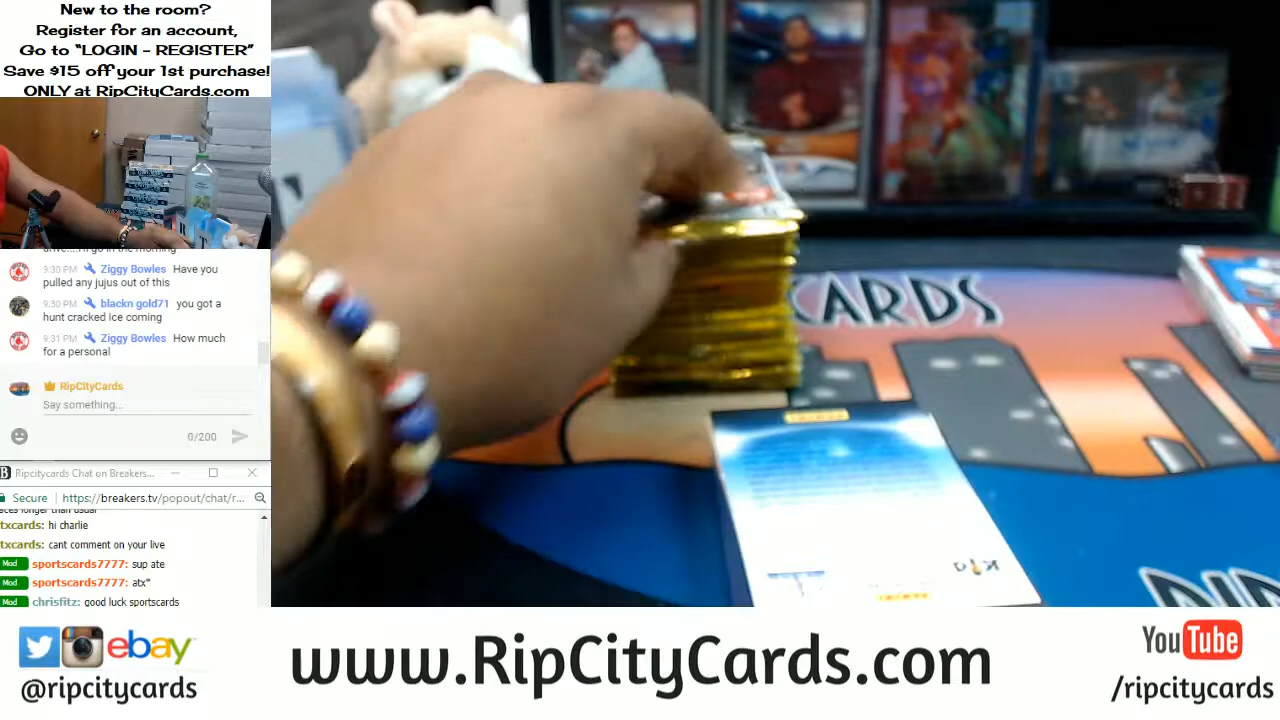 New to the room?
Register for an account,
Go to "LOGIN - REGISTER"
Save $15 off your 1st purchase!
ONLY at RipCityCards.com
9:30 PM Ziggy Bowles Have you
pulled any jujus out of this
9:30 PM blackn gold71 you got a
hunt cracked Ice coming
9:31 PM Ziggy Bowles How much
for a personal
RipCityCards
Say something...
0/200
Ripcitycards Chat on Breakers...
Secure https://breakers.tv/popout/chat/r...
txcards: hi charlie
txcards: cant comment on your live
Mod sportscards7777: sup ate
Mod sportscards7777: atx*
Mod chrisfitz: good luck sportscards
CARDS
ebay
@ripcitycards
www.RipCityCards.com
YouTube
/ripcitycards